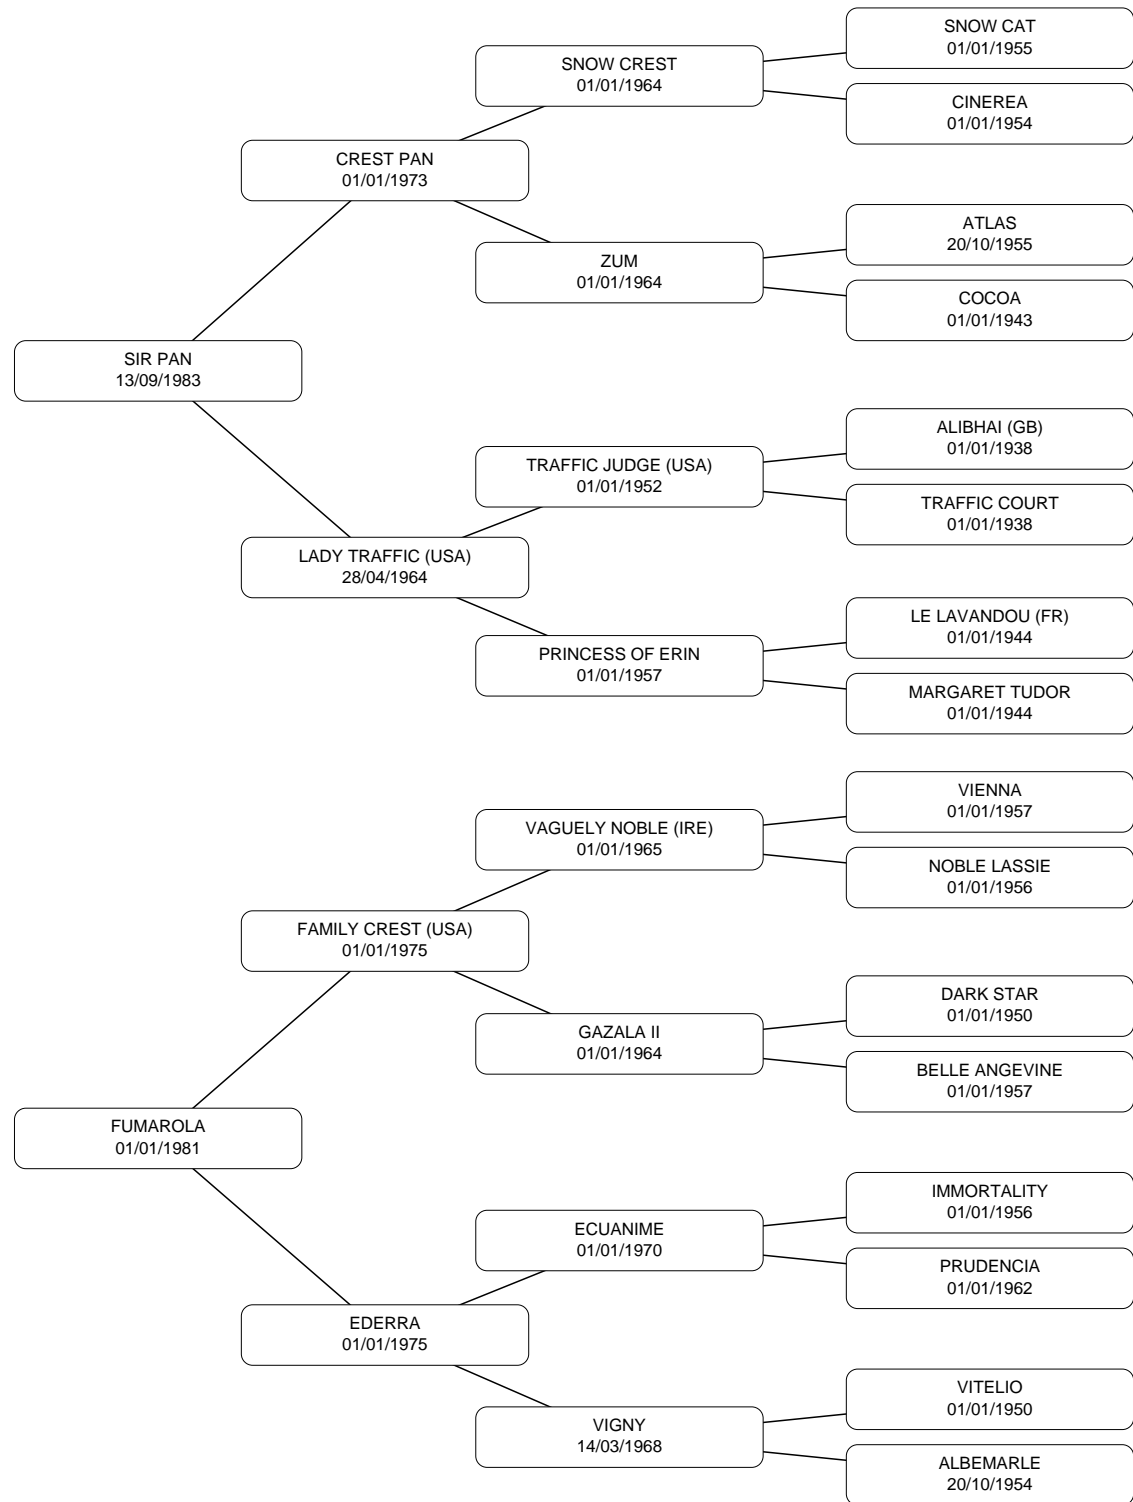 SNOW CAT
01/01/1955
SNOW CREST
01/01/1964
CINEREA
01/01/1954
CREST PAN
01/01/1973
ATLAS
20/10/1955
ZUM
01/01/1964
COCOA
01/01/1943
SIR PAN
13/09/1983
ALIBHAI (GB)
01/01/1938
TRAFFIC JUDGE (USA)
01/01/1952
TRAFFIC COURT
01/01/1938
LADY TRAFFIC (USA)
28/04/1964
LE LAVANDOU (FR)
01/01/1944
PRINCESS OF ERIN
01/01/1957
MARGARET TUDOR
01/01/1944
VIENNA
01/01/1957
VAGUELY NOBLE (IRE)
01/01/1965
NOBLE LASSIE
01/01/1956
FAMILY CREST (USA)
01/01/1975
DARK STAR
01/01/1950
GAZALA II
01/01/1964
BELLE ANGEVINE
01/01/1957
FUMAROLA
01/01/1981
IMMORTALITY
01/01/1956
ECUANIME
01/01/1970
PRUDENCIA
01/01/1962
EDERRA
01/01/1975
VITELIO
01/01/1950
VIGNY
14/03/1968
ALBEMARLE
20/10/1954